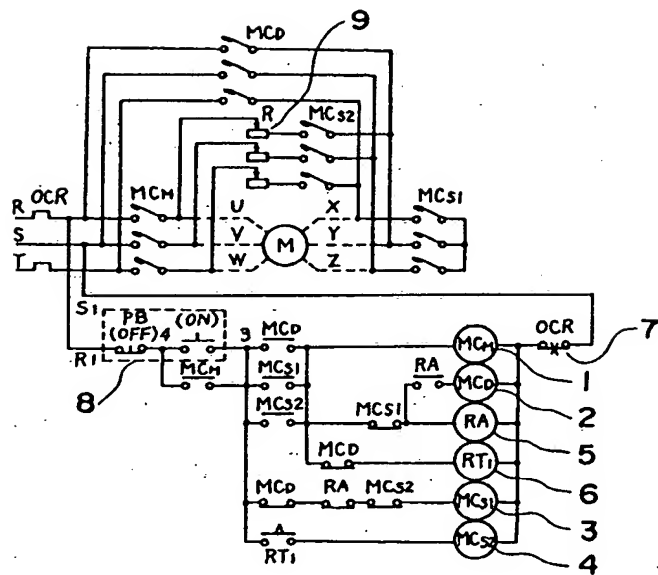 9
MCD
R MCS2
R OCR MCM U X MCS1
S V M Y
T W Z
S1
PB
(OFF) 4 (ON) 3 MCD OCR
R1 MCM 7
8 MCM MCS1 RA 1
MCS2 MCD 2
MCS1 RA 5
MCD RT1 6
MCD RA MCS2 MCS1 3
RT1 MCS2 4